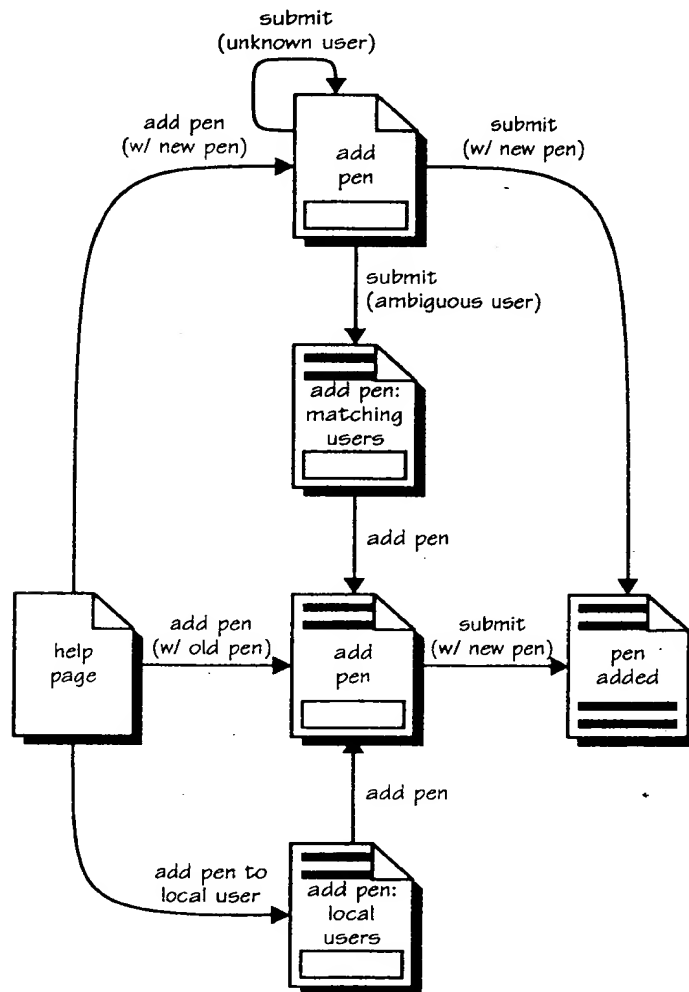 submit
(unknown user)
add pen
(w/ new pen)
add
pen
submit
(w/ new pen)
submit
(ambiguous user)
add pen:
matching
users
add pen
help
page
add pen
(w/ old pen)
add
pen
submit
(w/ new pen)
pen
added
add pen
add pen to
local user
add pen:
local
users